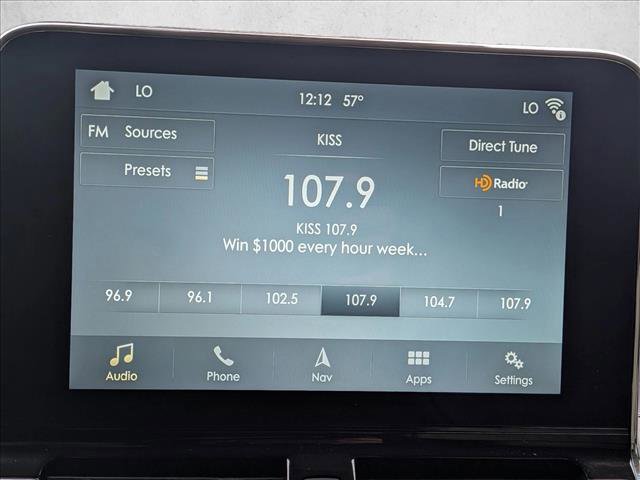 LO 12:12 57° LO
FM Sources KISS Direct Tune
Presets 107.9 HD Radio
1
KISS 107.9
Win $1000 every hour week...
96.9 96.1 102.5 107.9 104.7 107.9
Audio Phone Nav Apps Settings